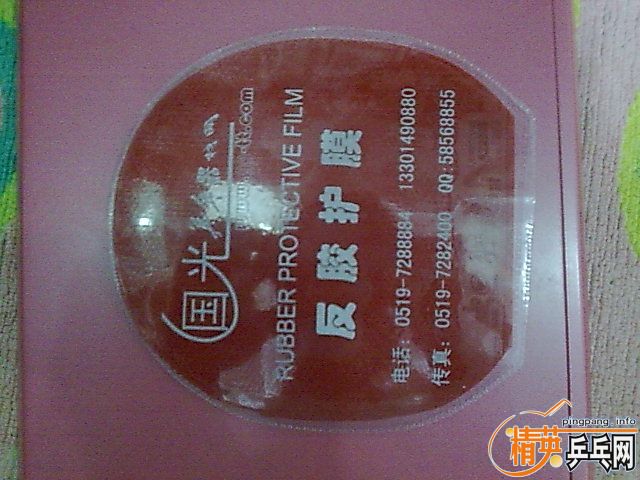 国光
RUBBER PROTECTIVE FILM
反胶护膜
电话: 0519-7288884 13301490880
传真: 0519-7282400 QQ:58568855
pingpang.info
精英乒乓网